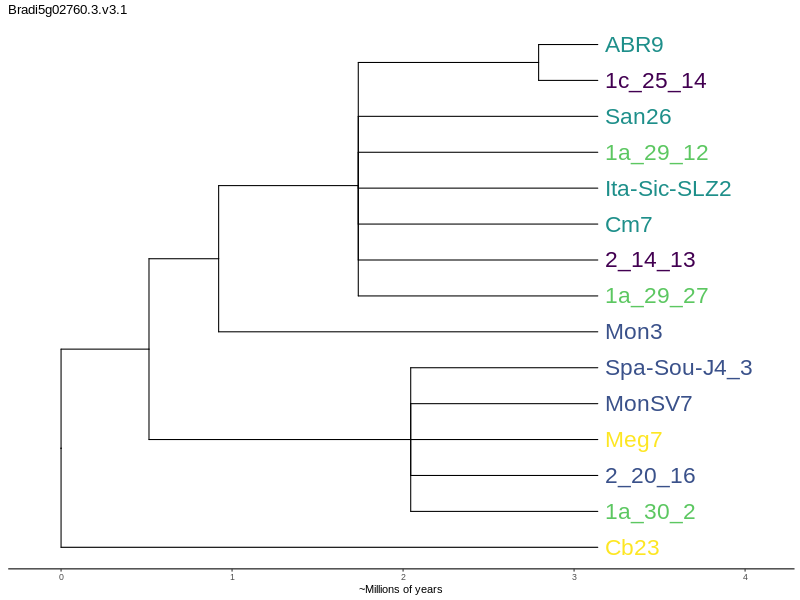 Bradi5g02760.3.v3.1
ABR9
1c_25_14
San26
1a_29_12
Ita-Sic-SLZ2
Cm7
2_14_13
1a_29_27
Mon3
Spa-Sou-J4_3
MonSV7
Meg7
2_20_16
1a_30_2
Cb23
0 1 2 3 4
~Millions of years